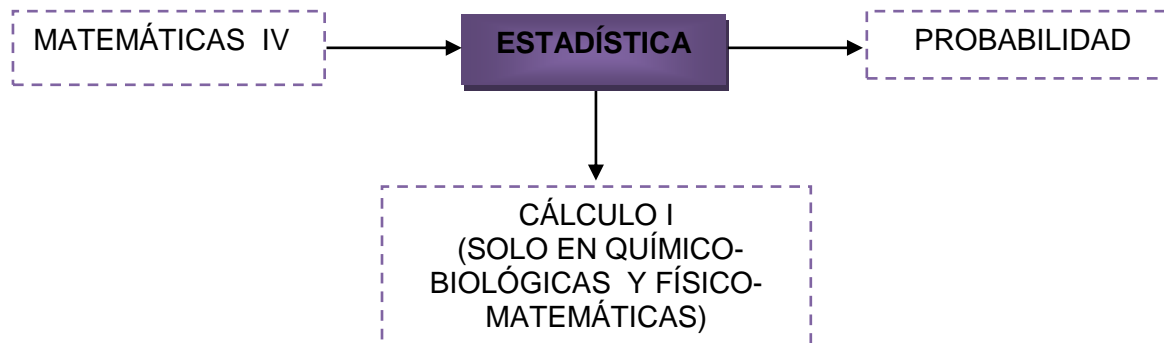 MATEMÁTICAS IV
ESTADÍSTICA
PROBABILIDAD
CÁLCULO I
(SOLO EN QUÍMICO-
BIOLÓGICAS Y FÍSICO-
MATEMÁTICAS)